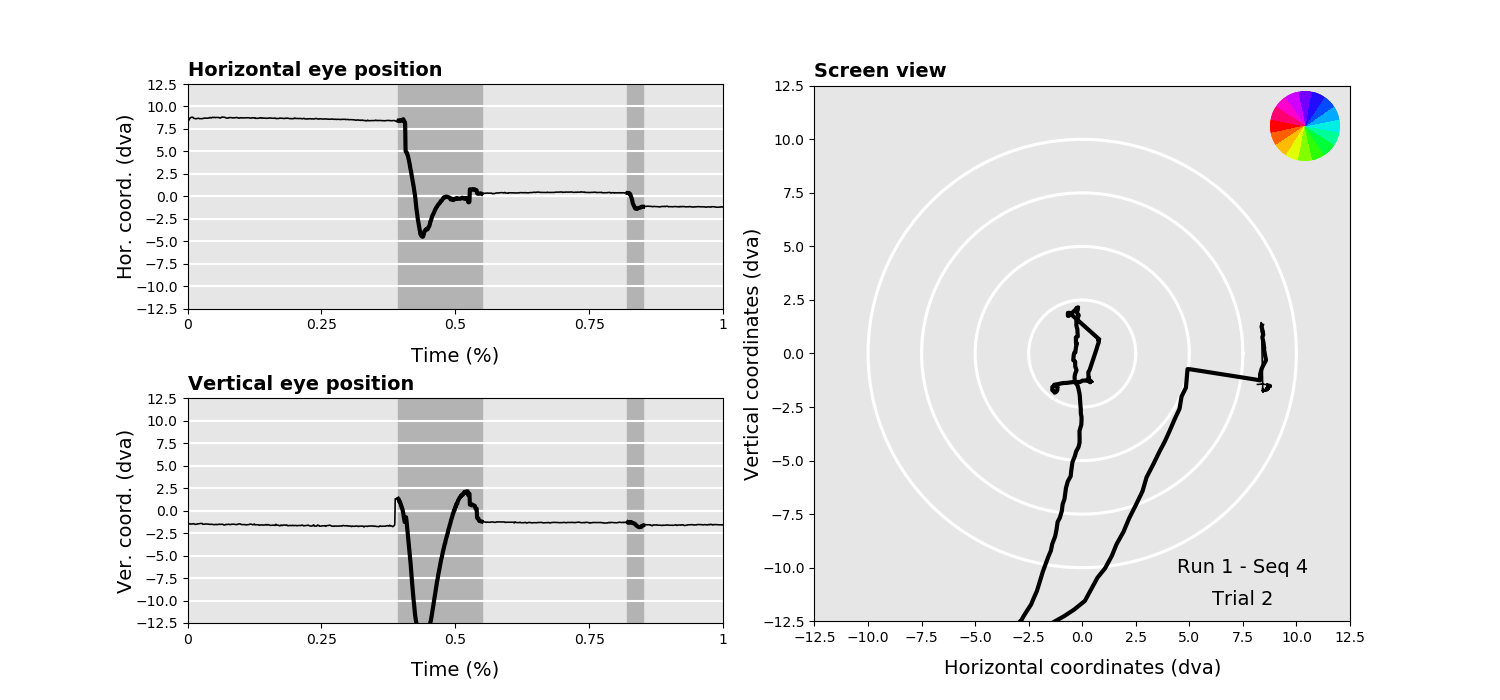 Horizontal eye position
12.5
10.0
7.5
5.0
2.5
0.0
−2.5
−5.0
−7.5
−10.0
−12.5
Hor. coord. (dva)
0 0.25 0.5 0.75 1
Time (%)
Vertical eye position
12.5
10.0
7.5
5.0
2.5
0.0
−2.5
−5.0
−7.5
−10.0
−12.5
Ver. coord. (dva)
0 0.25 0.5 0.75 1
Time (%)
Screen view
12.5
10.0
7.5
5.0
2.5
0.0
−2.5
−5.0
−7.5
−10.0
−12.5
Vertical coordinates (dva)
Run 1 - Seq 4
Trial 2
−12.5 −10.0 −7.5 −5.0 −2.5 0.0 2.5 5.0 7.5 10.0 12.5
Horizontal coordinates (dva)